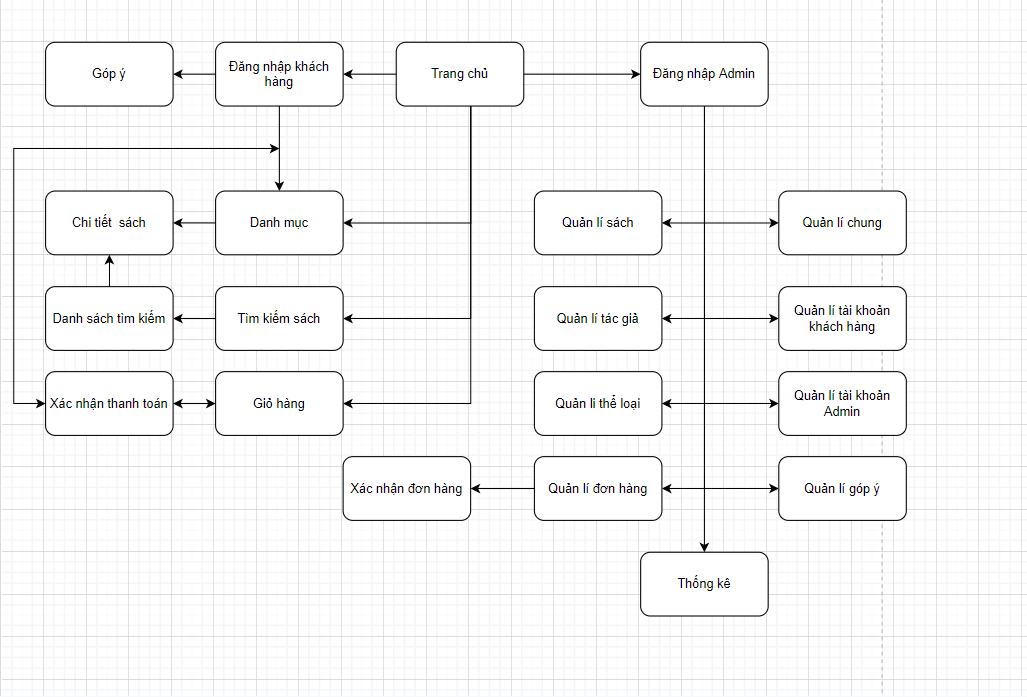 Góp ý
Đăng nhập khách
hàng
Trang chủ
Đăng nhập Admin
Chi tiết  sách
Danh mục
Quản lí sách
Quản lí chung
Danh sách tìm kiếm
Tìm kiếm sách
Quản lí tác giả
Quản lí tài khoản
khách hàng
Xác nhận thanh toán
Giỏ hàng
Quản li thể loại
Quản lí tài khoản
Admin
Xác nhận đơn hàng
Quản lí đơn hàng
Quản lí góp ý
Thống kê